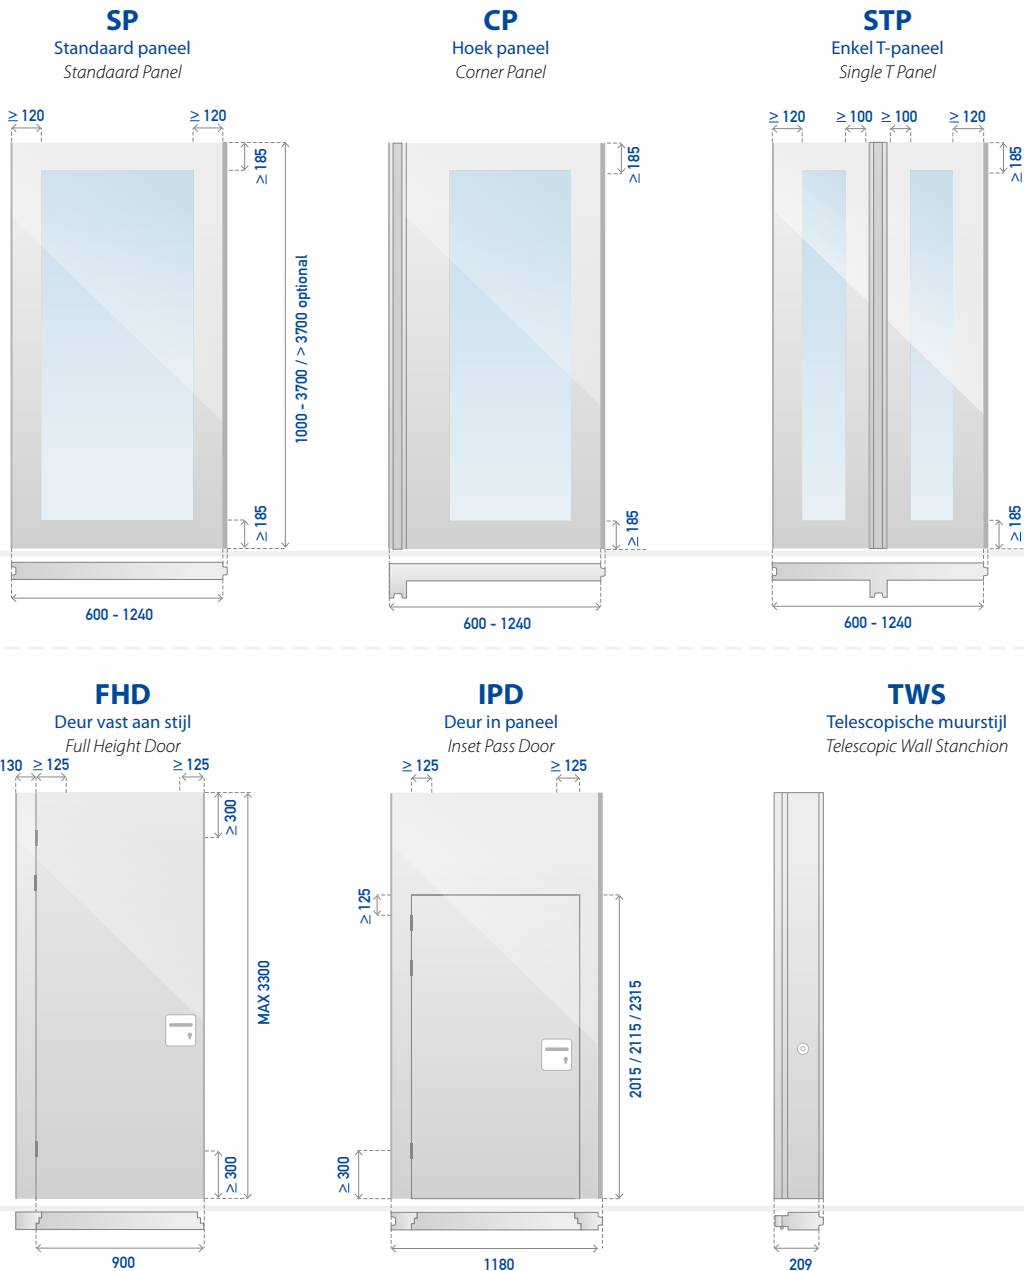 SP
Standaard paneel
Standaard Panel
≥ 120
≥ 120
≥ 185
1000 - 3700 / > 3700 optional
≥ 185
600 - 1240
CP
Hoek paneel
Corner Panel
≥ 185
≥ 185
600 - 1240
STP
Enkel T-paneel
Single T Panel
≥ 120
≥ 100
≥ 100
≥ 120
≥ 185
≥ 185
600 - 1240
FHD
Deur vast aan stijl
Full Height Door
130
≥ 125
≥ 125
≥ 300
MAX 3300
≥ 300
900
IPD
Deur in paneel
Inset Pass Door
≥ 125
≥ 125
≥ 125
2015 / 2115 / 2315
≥ 300
1180
TWS
Telescopische muurstijl
Telescopic Wall Stanchion
209